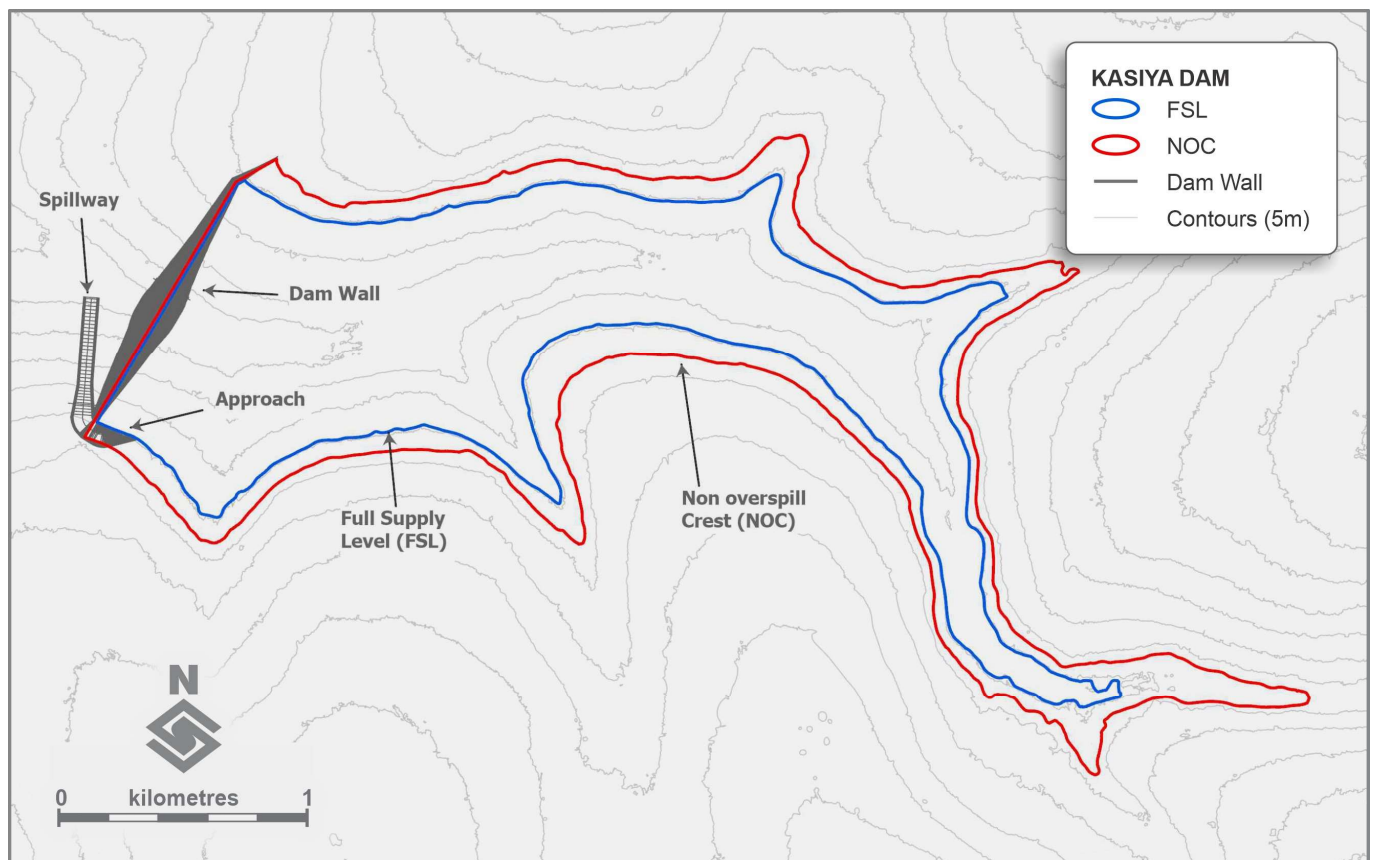 KASIYA DAM
FSL
NOC
Dam Wall
Contours (5m)
Spillway
Dam Wall
Approach
Full Supply
Level (FSL)
Non overspill
Crest (NOC)
N
0 kilometres 1